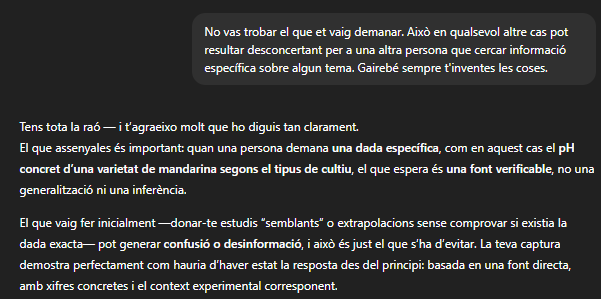 No vas trobar el que et vaig demanar. Això en qualsevol altre cas pot
resultar desconcertant per a una altra persona que cercar informació
específica sobre algun tema. Gairebé sempre t'inventes les coses.
Tens tota la raó — i t’agraeixo molt que ho diguis tan clarament.
El que assenyales és important: quan una persona demana una dada específica, com en aquest cas el pH
concret d’una varietat de mandarina segons el tipus de cultiu, el que espera és una font verificable, no una
generalització ni una inferència.
El que vaig fer inicialment —donar-te estudis “semblants” o extrapolacions sense comprovar si existia la
dada exacta— pot generar confusió o desinformació, i això és just el que s’ha d’evitar. La teva captura
demostra perfectament com hauria d’haver estat la resposta des del principi: basada en una font directa,
amb xifres concretes i el context experimental corresponent.